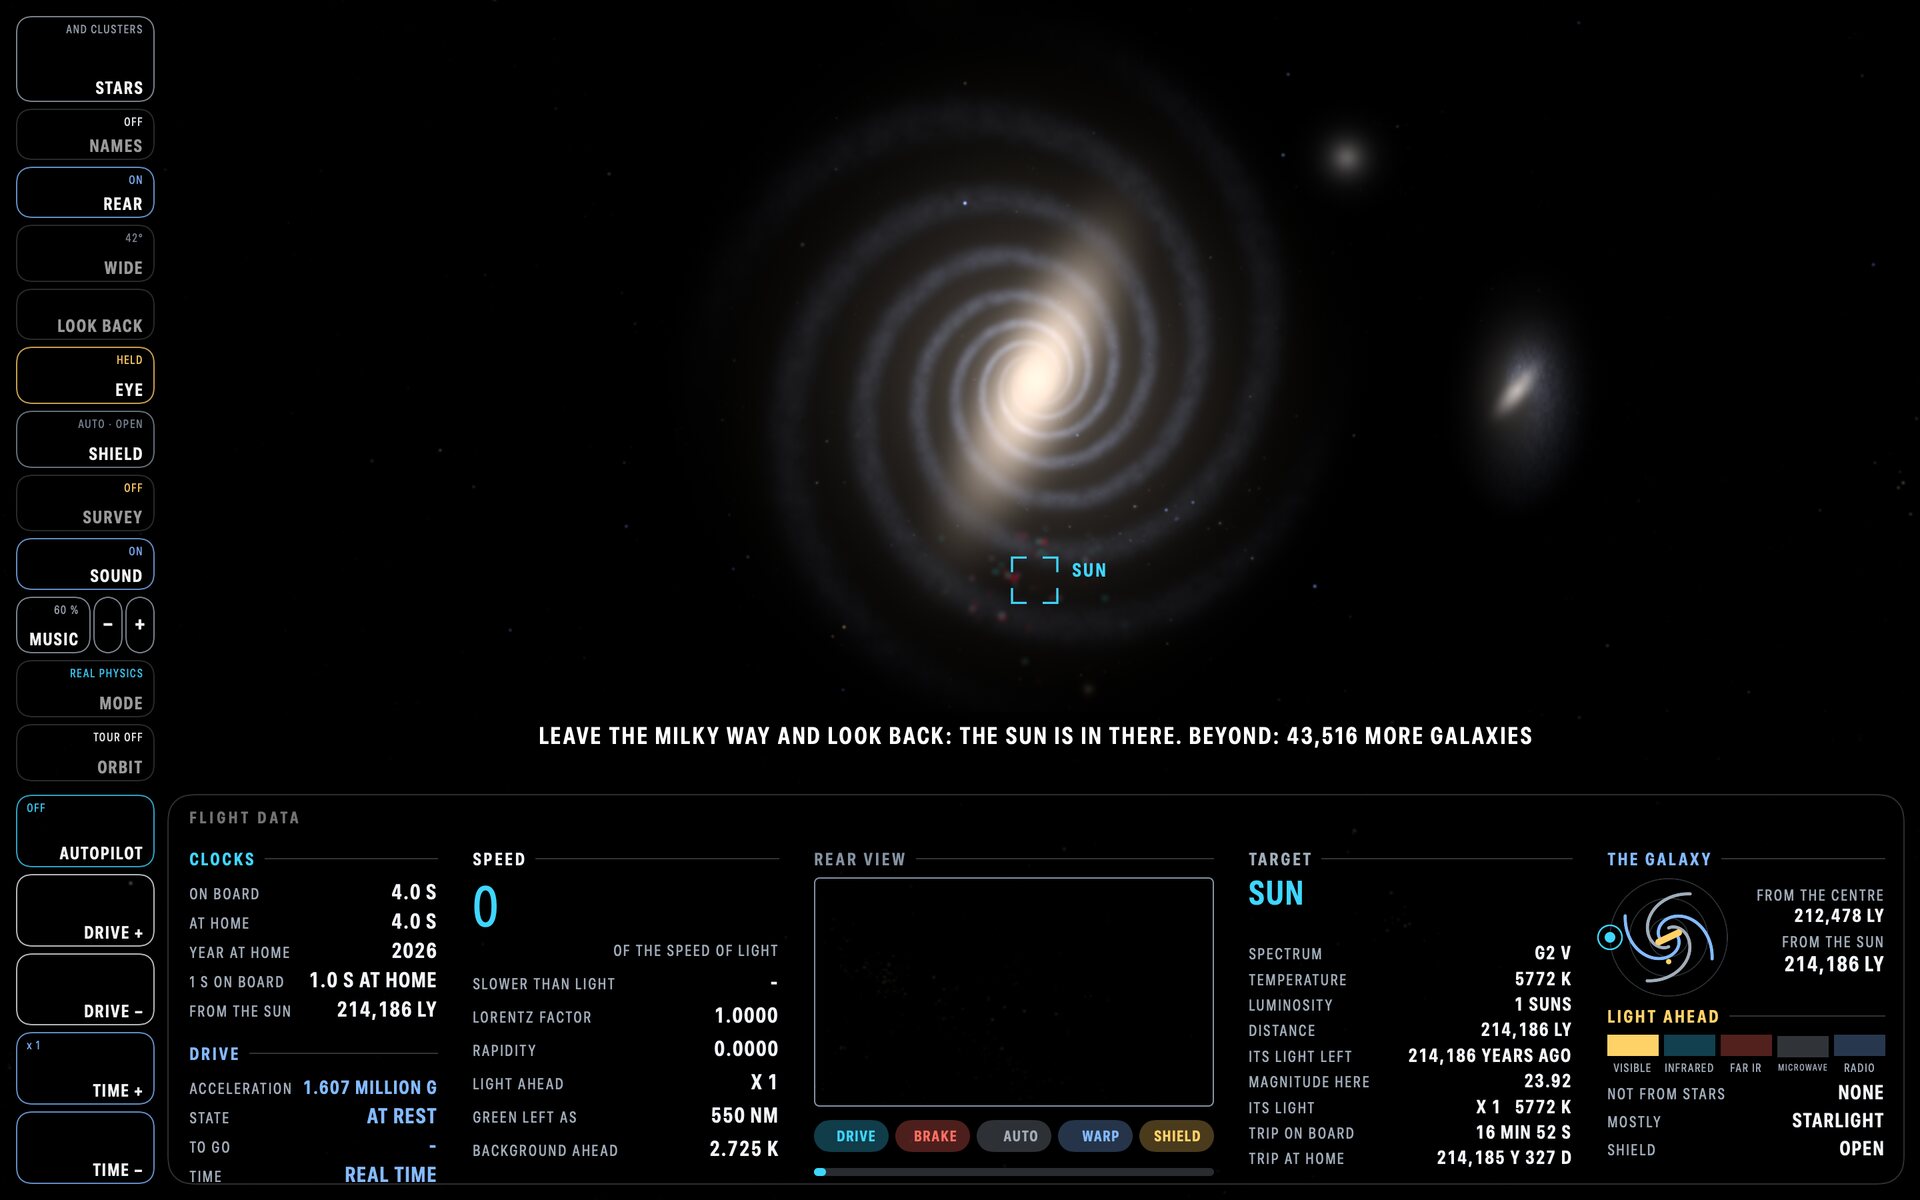 AND CLUSTERS
STARS
OFF
NAMES
ON
REAR
42°
WIDE
LOOK BACK
HELD
EYE
AUTO · OPEN
SHIELD
OFF
SURVEY
ON
SOUND
60 %
MUSIC
−
+
REAL PHYSICS
MODE
TOUR OFF
ORBIT
OFF
AUTOPILOT
DRIVE +
DRIVE −
x 1
TIME +
TIME −
SUN
LEAVE THE MILKY WAY AND LOOK BACK: THE SUN IS IN THERE. BEYOND: 43,516 MORE GALAXIES
FLIGHT DATA
CLOCKS
ON BOARD 4.0 S
AT HOME 4.0 S
YEAR AT HOME 2026
1 S ON BOARD 1.0 S AT HOME
FROM THE SUN 214,186 LY
DRIVE
ACCELERATION 1.607 MILLION G
STATE AT REST
TO GO -
TIME REAL TIME
SPEED
0
OF THE SPEED OF LIGHT
SLOWER THAN LIGHT -
LORENTZ FACTOR 1.0000
RAPIDITY 0.0000
LIGHT AHEAD X 1
GREEN LEFT AS 550 NM
BACKGROUND AHEAD 2.725 K
REAR VIEW
DRIVE BRAKE AUTO WARP SHIELD
TARGET
SUN
SPECTRUM G2 V
TEMPERATURE 5772 K
LUMINOSITY 1 SUNS
DISTANCE 214,186 LY
ITS LIGHT LEFT 214,186 YEARS AGO
MAGNITUDE HERE 23.92
ITS LIGHT X 1 5772 K
TRIP ON BOARD 16 MIN 52 S
TRIP AT HOME 214,185 Y 327 D
THE GALAXY
FROM THE CENTRE
212,478 LY
FROM THE SUN
214,186 LY
LIGHT AHEAD
VISIBLE INFRARED FAR IR MICROWAVE RADIO
NOT FROM STARS NONE
MOSTLY STARLIGHT
SHIELD OPEN